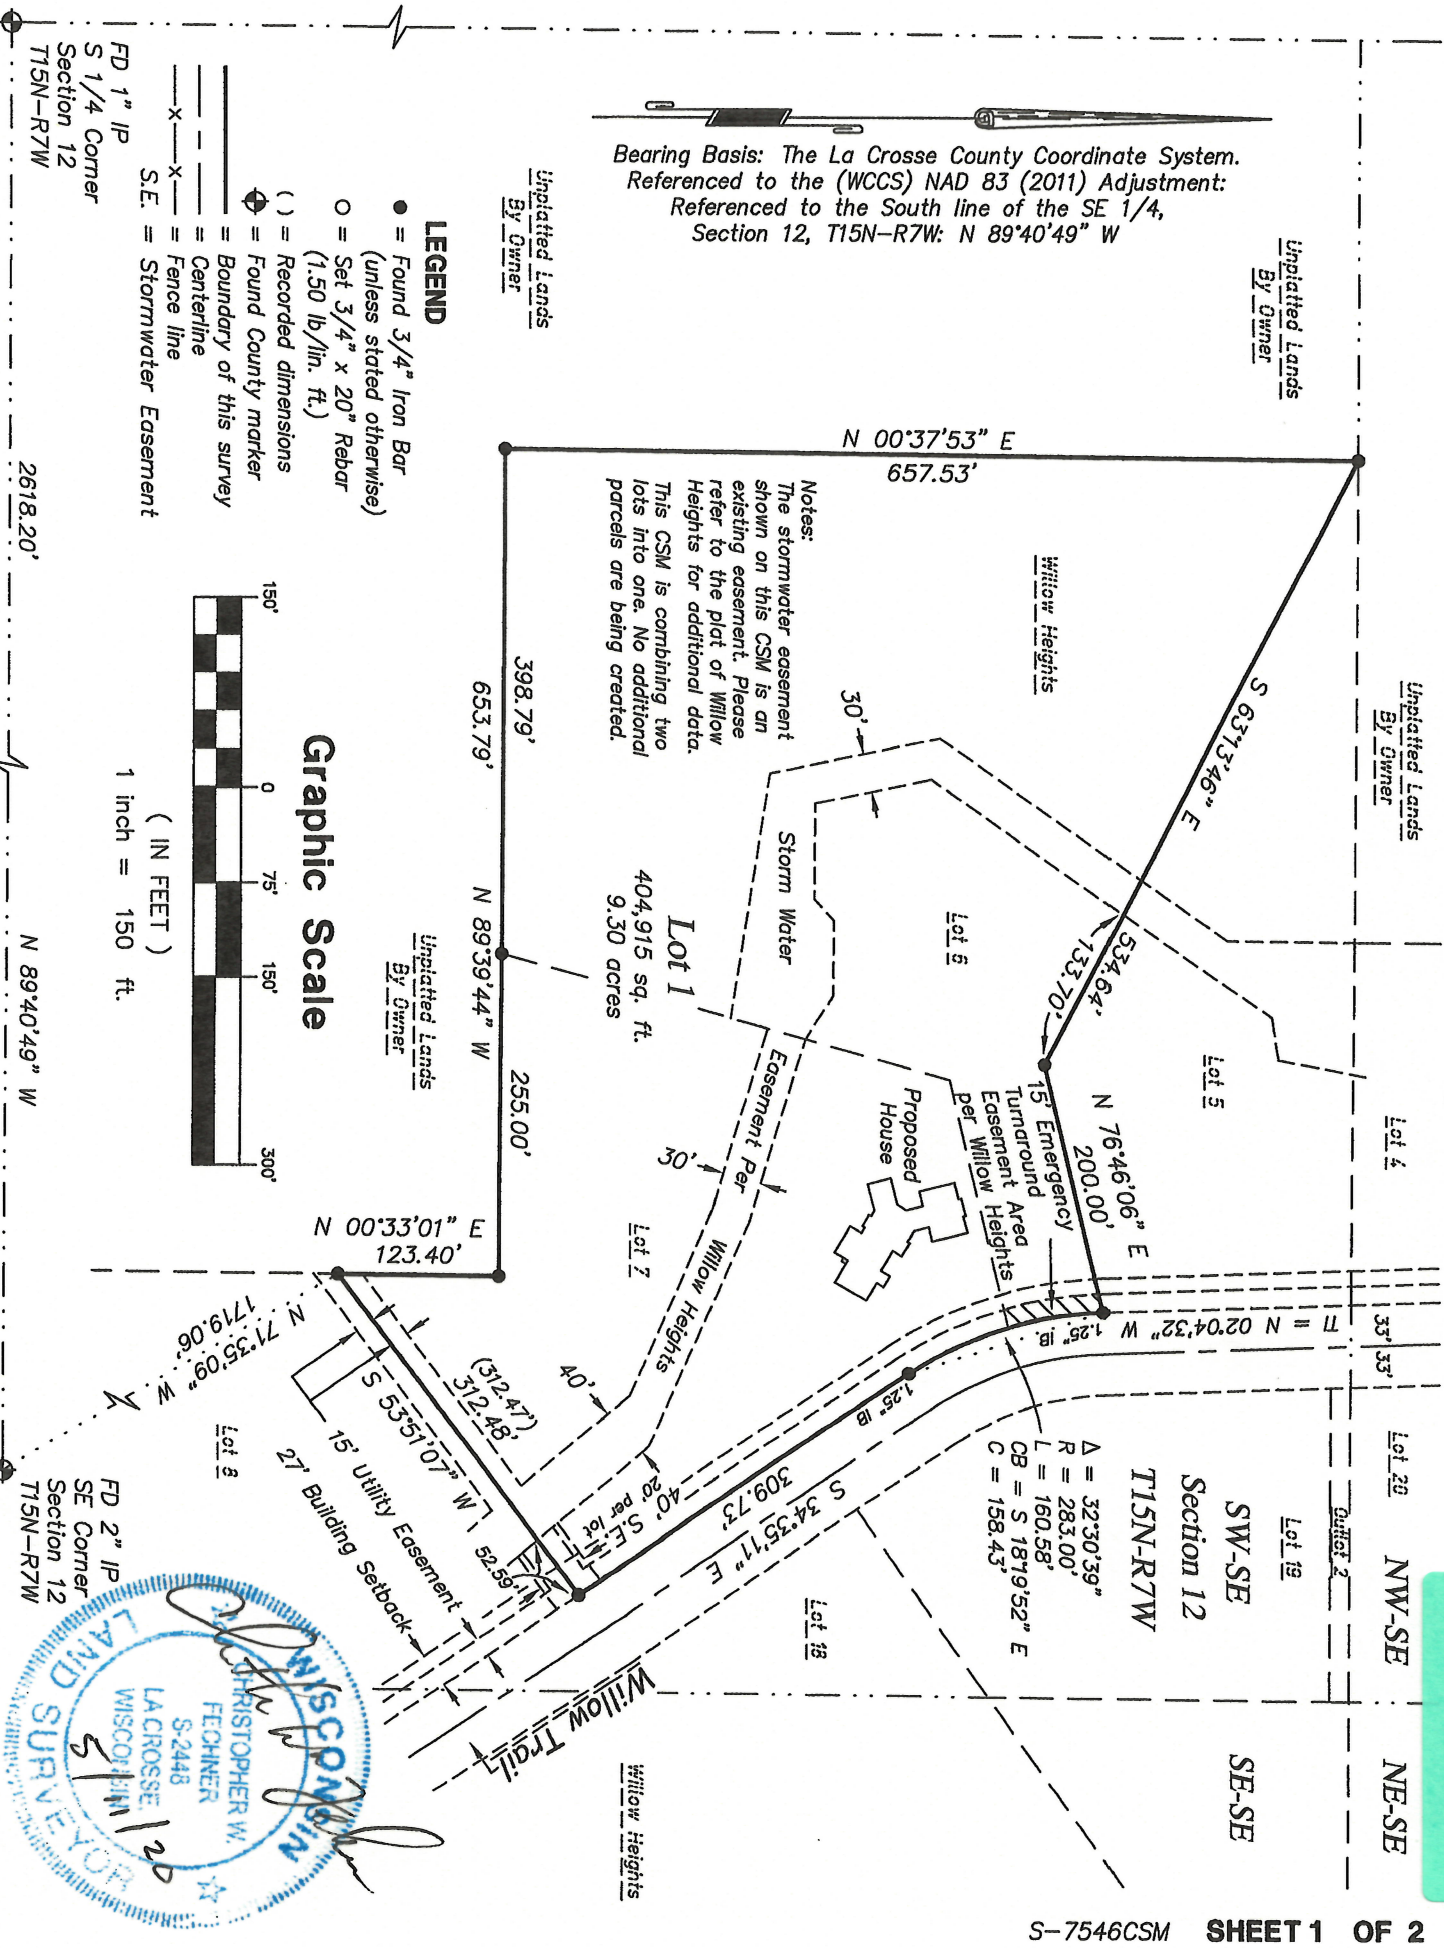 Bearing Basis: The La Crosse County Coordinate System.
Referenced to the (WCCS) NAD 83 (2011) Adjustment:
Referenced to the South line of the SE 1/4,
Section 12, T15N-R7W: N 89°40'49" W
Unplatted Lands
By Owner
Unplatted Lands
By Owner
Unplatted Lands
By Owner
Unplatted Lands
By Owner
FD 1" IP
S 1/4 Corner
Section 12
T15N-R7W
LEGEND
● = Found 3/4" Iron Bar
(unless stated otherwise)
○ = Set 3/4" x 20" Rebar
(1.50 lb/lin. ft.)
( ) = Recorded dimensions
= Found County marker
= Boundary of this survey
= Centerline
—x—x— = Fence line
S.E. = Stormwater Easement
N 00°37'53" E
657.53'
Notes:
The stormwater easement
shown on this CSM is an
existing easement. Please
refer to the plat of Willow
Heights for additional data.
This CSM is combining two
lots into one. No additional
parcels are being created.
Willow Heights
S 63°13'46" E
534.64'
133.70'
30'
Storm Water
Easement Per
Willow Heights
30'
40'
Lot 6
Lot 5
Lot 4
Lot 1
404,915 sq. ft.
9.30 acres
398.79'
653.79'
N 89°39'44" W
255.00'
N 76°46'06" E
200.00'
15' Emergency
Turnaround
Easement Area
per Willow Heights
Proposed
House
Lot 7
N 00°33'01" E
123.40'
Graphic Scale
150'
0
75'
150'
300'
( IN FEET )
1 inch = 150 ft.
2618.20'
N 89°40'49" W
N 71°35'09" W
1719.06'
Lot 8
(312.47')
312.48'
S 53°51'07" W
15' Utility Easement
27' Building Setback
52.59'
40' S.E.
20' per lot
309.73'
S 34°35'11" E
1.25" IB
1.25" IB.
TI = N 02°04'32" W
33'
33'
Δ = 32°30'39"
R = 283.00'
L = 160.58'
CB = S 18°19'52" E
C = 158.43'
Lot 20
Outlot 2
Lot 19
Lot 18
NW-SE
SW-SE
Section 12
T15N-R7W
NE-SE
SE-SE
Willow Trail
Willow Heights
FD 2" IP
SE Corner
Section 12
T15N-R7W
WISCONSIN
CHRISTOPHER W.
FECHNER
S-2448
LA CROSSE,
WISCONSIN
LAND SURVEYOR
5/11/20
S-7546CSM SHEET 1 OF 2